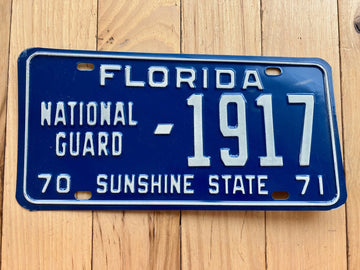 FLORIDA
NATIONAL
GUARD
- 1917
70 SUNSHINE STATE 71